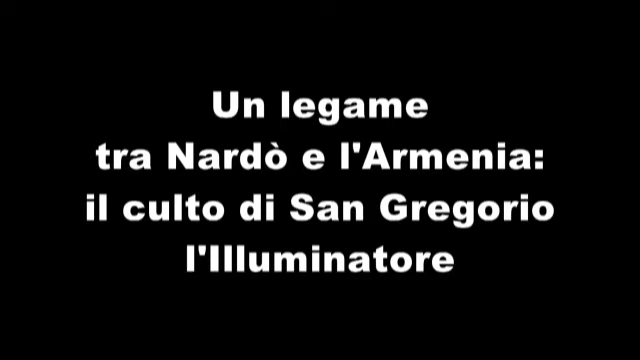 Un legame
tra Nardò e l'Armenia:
il culto di San Gregorio
l'Illuminatore